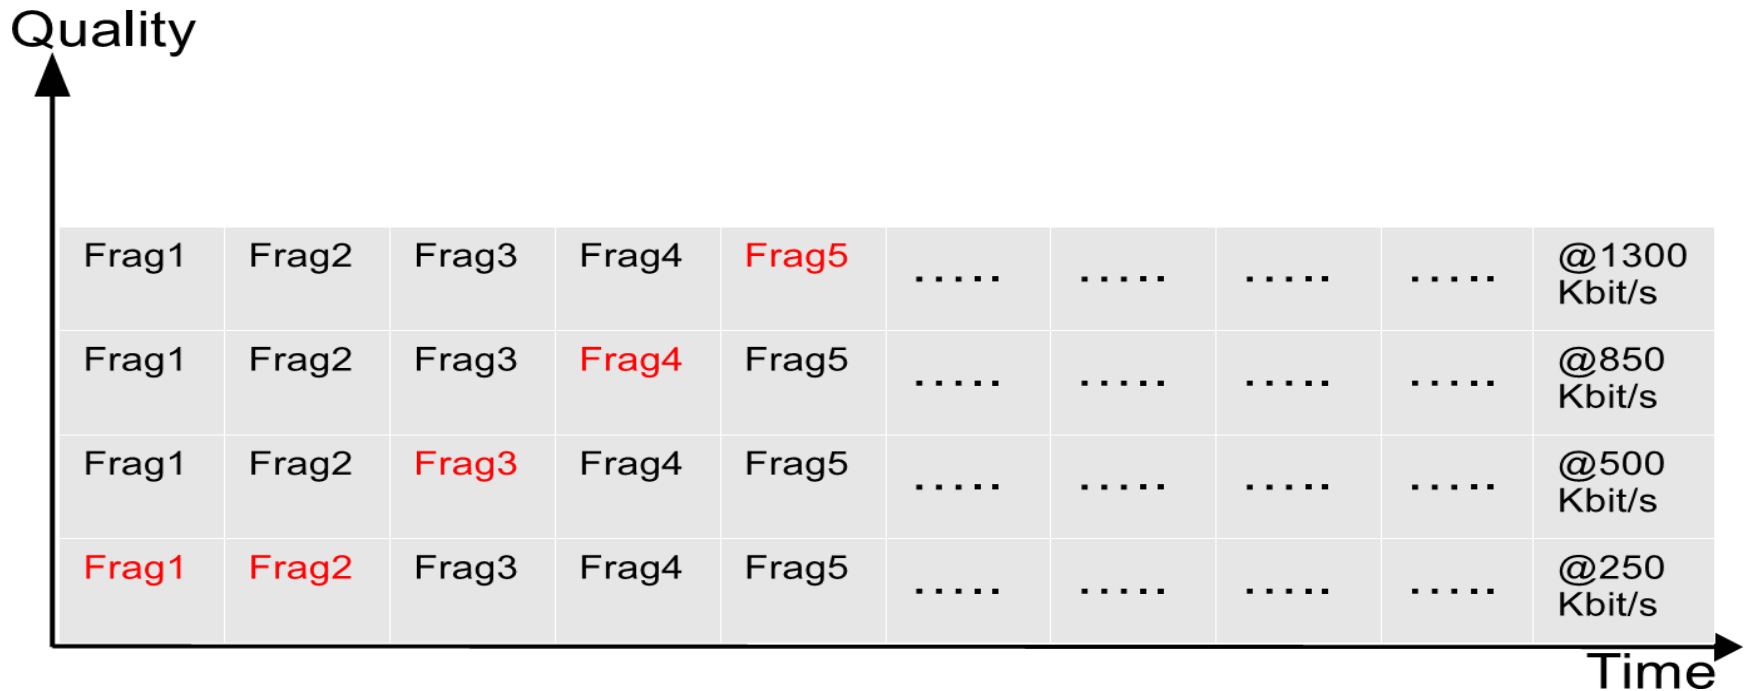 Quality
Frag1 Frag2 Frag3 Frag4 Frag5 ..... ..... ..... ..... @1300
Kbit/s
Frag1 Frag2 Frag3 Frag4 Frag5 ..... ..... ..... ..... @850
Kbit/s
Frag1 Frag2 Frag3 Frag4 Frag5 ..... ..... ..... ..... @500
Kbit/s
Frag1 Frag2 Frag3 Frag4 Frag5 ..... ..... ..... ..... @250
Kbit/s
Time